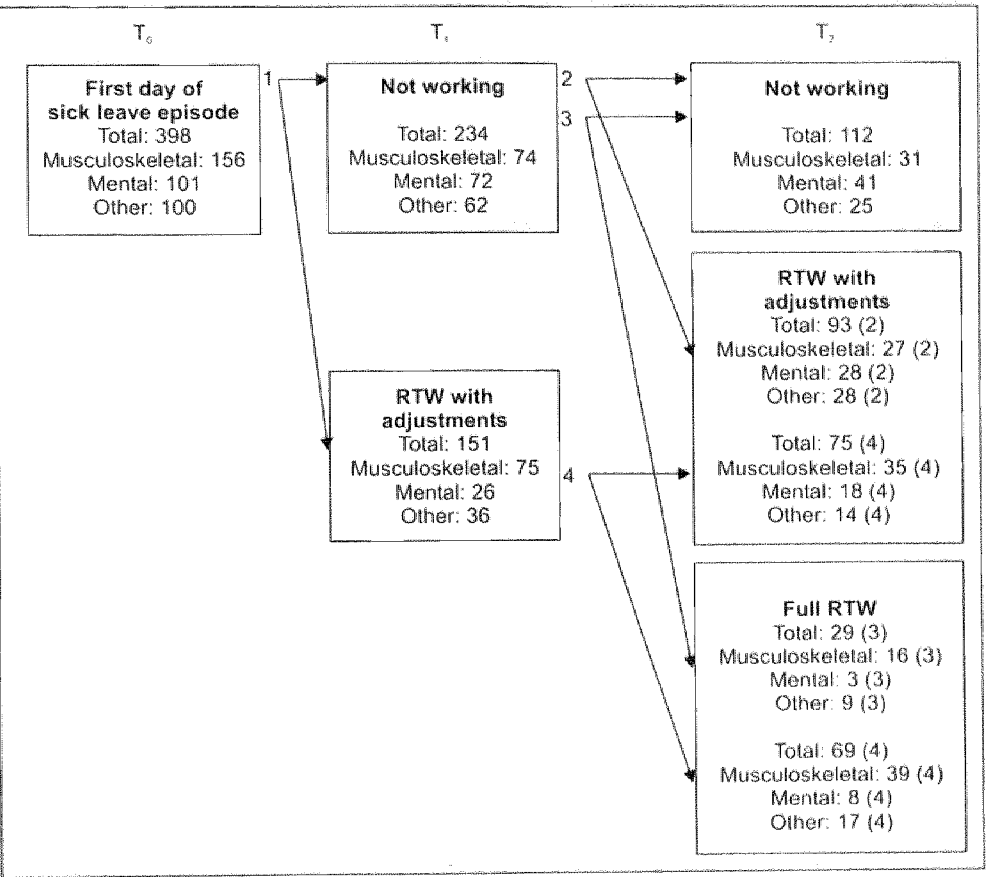 T₀
T₁
T₂
First day of
sick leave episode
Total: 398
Musculoskeletal: 156
Mental: 101
Other: 100
1
Not working
Total: 234
Musculoskeletal: 74
Mental: 72
Other: 62
2
3
Not working
Total: 112
Musculoskeletal: 31
Mental: 41
Other: 25
RTW with
adjustments
Total: 151
Musculoskeletal: 75
Mental: 26
Other: 36
4
RTW with
adjustments
Total: 93 (2)
Musculoskeletal: 27 (2)
Mental: 28 (2)
Other: 28 (2)
Total: 75 (4)
Musculoskeletal: 35 (4)
Mental: 18 (4)
Other: 14 (4)
Full RTW
Total: 29 (3)
Musculoskeletal: 16 (3)
Mental: 3 (3)
Other: 9 (3)
Total: 69 (4)
Musculoskeletal: 39 (4)
Mental: 8 (4)
Other: 17 (4)